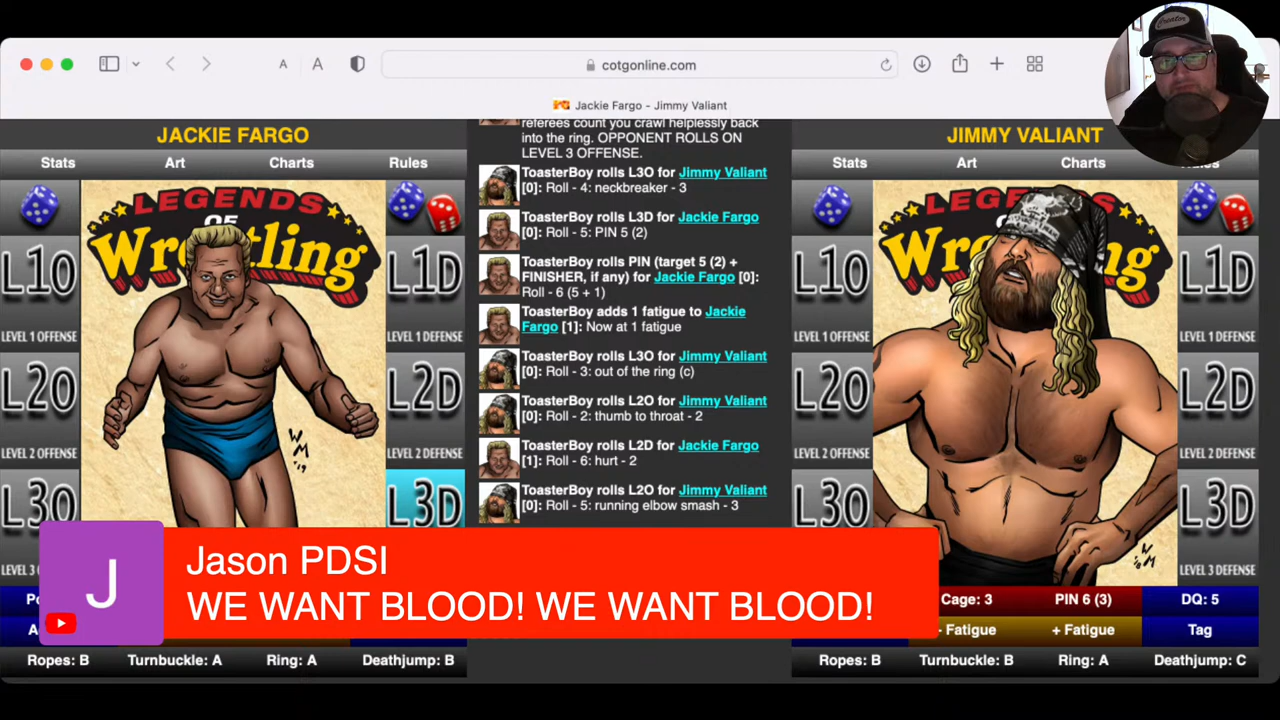 Creator
A
A
cotgonline.com
Jackie Fargo - Jimmy Valiant
JACKIE FARGO
Stats
Art
Charts
Rules
LEGENDS
OF
Wrestling
L1O
LEVEL 1 OFFENSE
L2O
LEVEL 2 OFFENSE
L3O
LEVEL 3
L1D
LEVEL 1 DEFENSE
L2D
LEVEL 2 DEFENSE
L3D
WM
'19
Ropes: B
Turnbuckle: A
Ring: A
Deathjump: B
referees count you crawl helplessly back
into the ring. OPPONENT ROLLS ON
LEVEL 3 OFFENSE.
ToasterBoy rolls L3O for Jimmy Valiant
[0]: Roll - 4: neckbreaker - 3
ToasterBoy rolls L3D for Jackie Fargo
[0]: Roll - 5: PIN 5 (2)
ToasterBoy rolls PIN (target 5 (2) +
FINISHER, if any) for Jackie Fargo [0]:
Roll - 6 (5 + 1)
ToasterBoy adds 1 fatigue to Jackie
Fargo [1]: Now at 1 fatigue
ToasterBoy rolls L3O for Jimmy Valiant
[0]: Roll - 3: out of the ring (c)
ToasterBoy rolls L2O for Jimmy Valiant
[0]: Roll - 2: thumb to throat - 2
ToasterBoy rolls L2D for Jackie Fargo
[1]: Roll - 6: hurt - 2
ToasterBoy rolls L2O for Jimmy Valiant
[0]: Roll - 5: running elbow smash - 3
JIMMY VALIANT
Stats
Art
Charts
Rules
LEGENDS
Wrestling
L1O
LEVEL 1 OFFENSE
L2O
LEVEL 2 OFFENSE
L3O
L1D
LEVEL 1 DEFENSE
L2D
LEVEL 2 DEFENSE
L3D
LEVEL 3 DEFENSE
Cage: 3
PIN 6 (3)
DQ: 5
- Fatigue
+ Fatigue
Tag
Ropes: B
Turnbuckle: B
Ring: A
Deathjump: C
J
Jason PDSI
WE WANT BLOOD! WE WANT BLOOD!